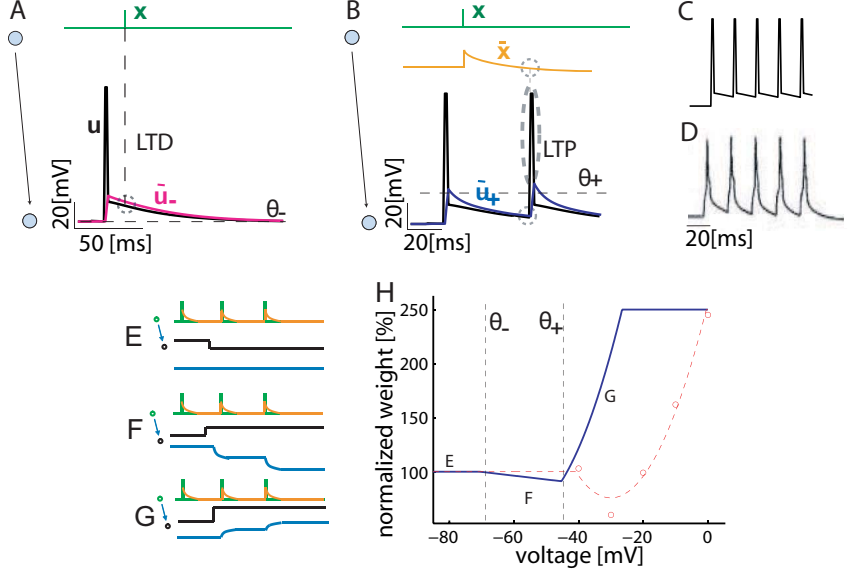 A
x
u
LTD
ū-
θ-
20[mV]
50 [ms]
B
x
x̄
LTP
θ+
ū+
20[mV]
20[ms]
C
D
20[ms]
E
F
G
H
normalized weight [%]
250
200
150
100
θ-
θ+
E
F
G
−80
−60
−40
−20
0
voltage [mV]